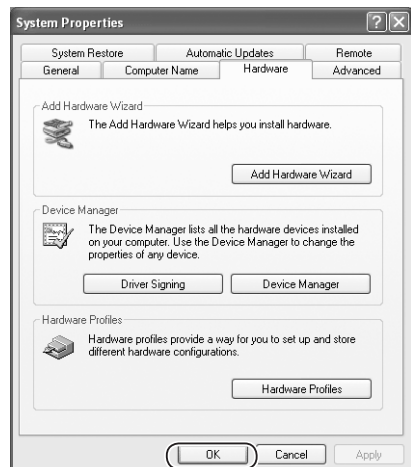 System Properties
System Restore Automatic Updates Remote
General Computer Name Hardware Advanced
Add Hardware Wizard
The Add Hardware Wizard helps you install hardware.
Add Hardware Wizard
Device Manager
The Device Manager lists all the hardware devices installed
on your computer. Use the Device Manager to change the
properties of any device.
Driver Signing Device Manager
Hardware Profiles
Hardware profiles provide a way for you to set up and store
different hardware configurations.
Hardware Profiles
OK Cancel Apply